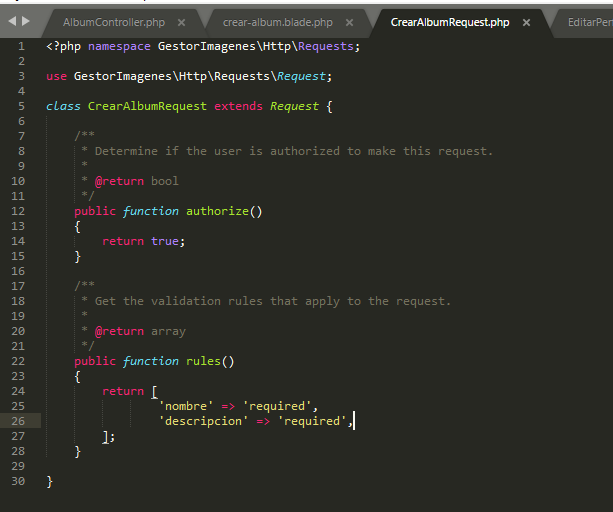 AlbumController.php × crear-album.blade.php × CrearAlbumRequest.php × EditarPer
1 <?php namespace GestorImagenes\Http\Requests;
2
3 use GestorImagenes\Http\Requests\Request;
4
5 class CrearAlbumRequest extends Request {
6
7 /**
8 * Determine if the user is authorized to make this request.
9 *
10 * @return bool
11 */
12 public function authorize()
13 {
14 return true;
15 }
16
17 /**
18 * Get the validation rules that apply to the request.
19 *
20 * @return array
21 */
22 public function rules()
23 {
24 return [
25 'nombre' => 'required',
26 'descripcion' => 'required',
27 ];
28 }
29
30 }